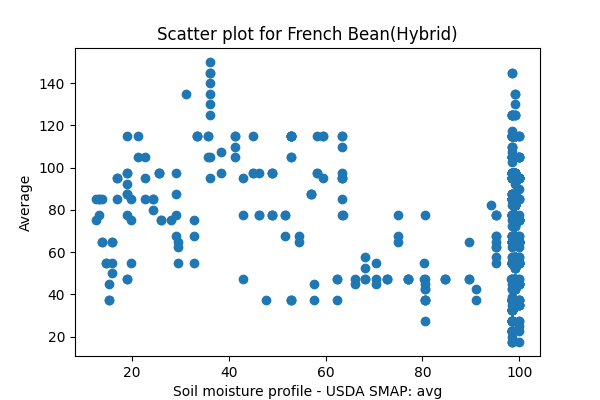 Scatter plot for French Bean(Hybrid)
140
120
100
80
60
40
20
Average
20 40 60 80 100
Soil moisture profile - USDA SMAP: avg